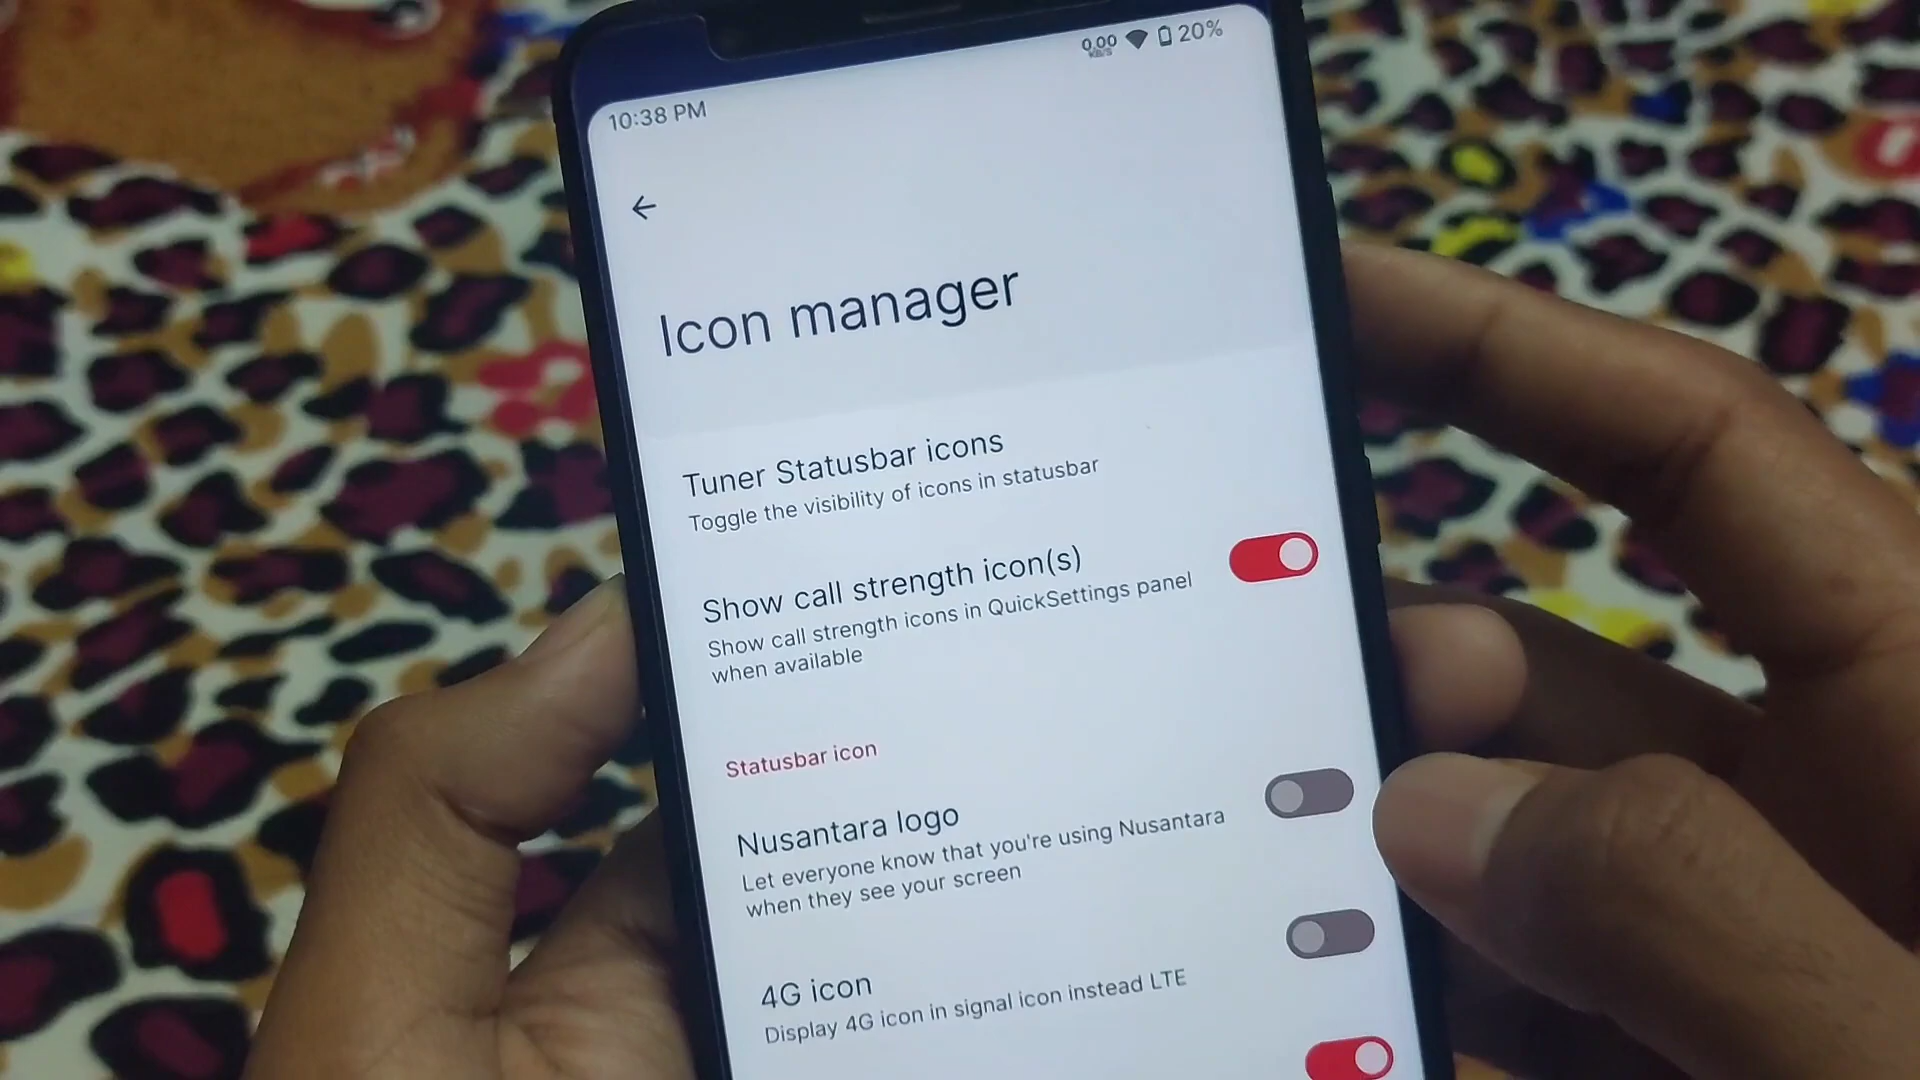 0.00
20%
10:38 PM
Icon manager
Tuner Statusbar icons
Toggle the visibility of icons in statusbar
Show call strength icon(s)
Show call strength icons in QuickSettings panel
when available
Statusbar icon
Nusantara logo
Let everyone know that you're using Nusantara
when they see your screen
4G icon
Display 4G icon in signal icon instead LTE